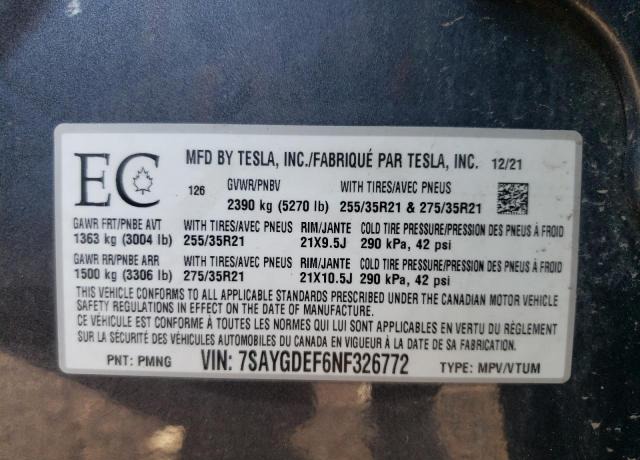 EC MFD BY TESLA, INC./FABRIQUÉ PAR TESLA, INC. 12/21
126 GVWR/PNBV WITH TIRES/AVEC PNEUS
2390 kg (5270 lb) 255/35R21 & 275/35R21
GAWR FRT/PNBE AVT WITH TIRES/AVEC PNEUS RIM/JANTE COLD TIRE PRESSURE/PRESSION DES PNEUS À FROID
1363 kg (3004 lb) 255/35R21 21X9.5J 290 kPa, 42 psi
GAWR RR/PNBE ARR WITH TIRES/AVEC PNEUS RIM/JANTE COLD TIRE PRESSURE/PRESSION DES PNEUS À FROID
1500 kg (3306 lb) 275/35R21 21X10.5J 290 kPa, 42 psi
THIS VEHICLE CONFORMS TO ALL APPLICABLE STANDARDS PRESCRIBED UNDER THE CANADIAN MOTOR VEHICLE
SAFETY REGULATIONS IN EFFECT ON THE DATE OF MANUFACTURE.
CE VÉHICULE EST CONFORME À TOUTES LES NORMES QUI LUI SONT APPLICABLES EN VERTU DU RÈGLEMENT
SUR LA SÉCURITÉ DES VÉHICULES AUTOMOBILES DU CANADA EN VIGUEUR À LA DATE DE SA FABRICATION.
PNT: PMNG VIN: 7SAYGDEF6NF326772 TYPE: MPV/VTUM